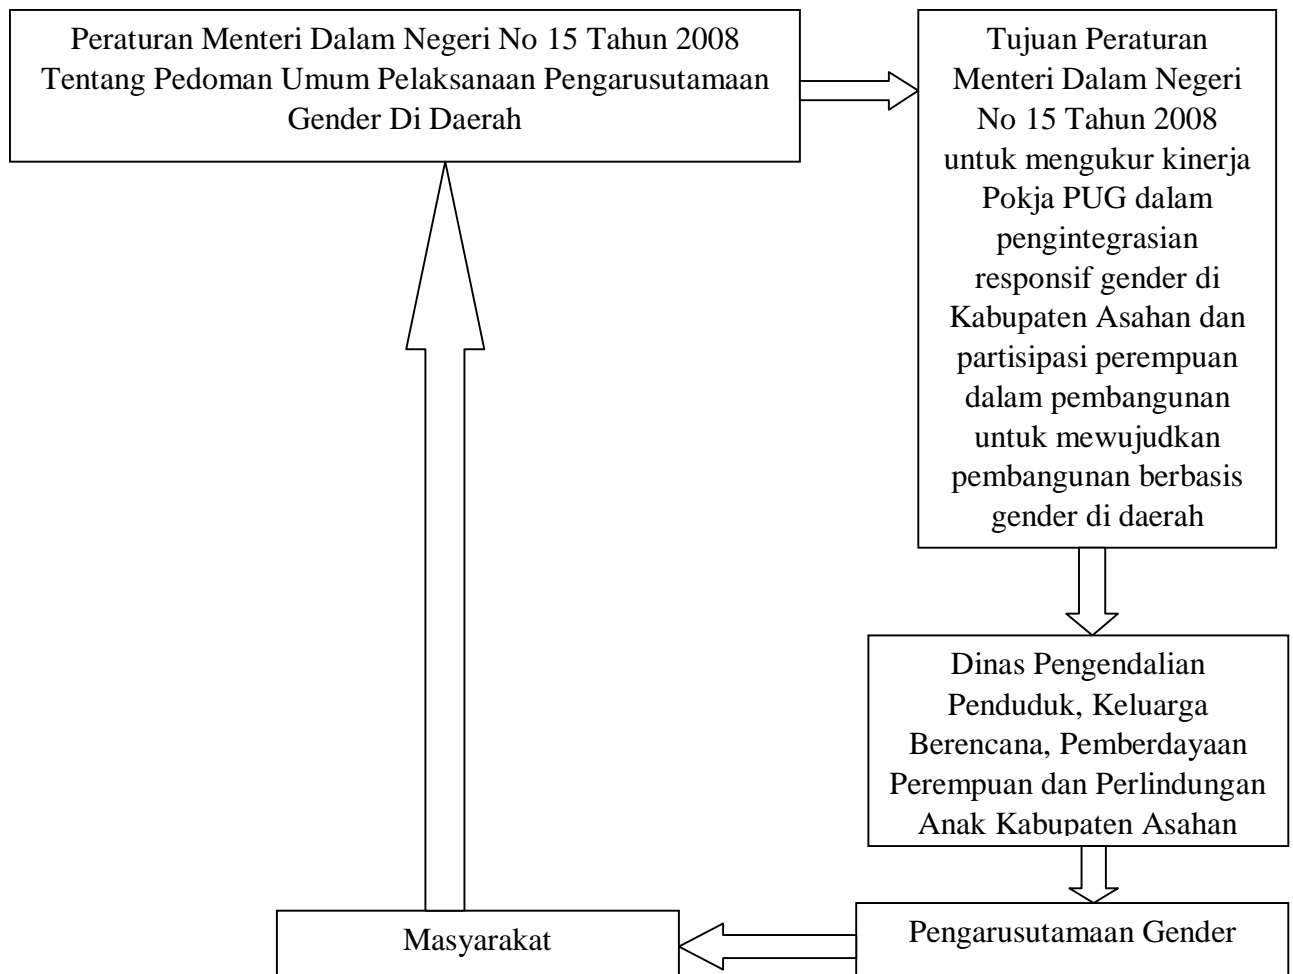 Peraturan Menteri Dalam Negeri No 15 Tahun 2008
Tentang Pedoman Umum Pelaksanaan Pengarusutamaan
Gender Di Daerah
Tujuan Peraturan
Menteri Dalam Negeri
No 15 Tahun 2008
untuk mengukur kinerja
Pokja PUG dalam
pengintegrasian
responsif gender di
Kabupaten Asahan dan
partisipasi perempuan
dalam pembangunan
untuk mewujudkan
pembangunan berbasis
gender di daerah
Dinas Pengendalian
Penduduk, Keluarga
Berencana, Pemberdayaan
Perempuan dan Perlindungan
Anak Kabupaten Asahan
Pengarusutamaan Gender
Masyarakat